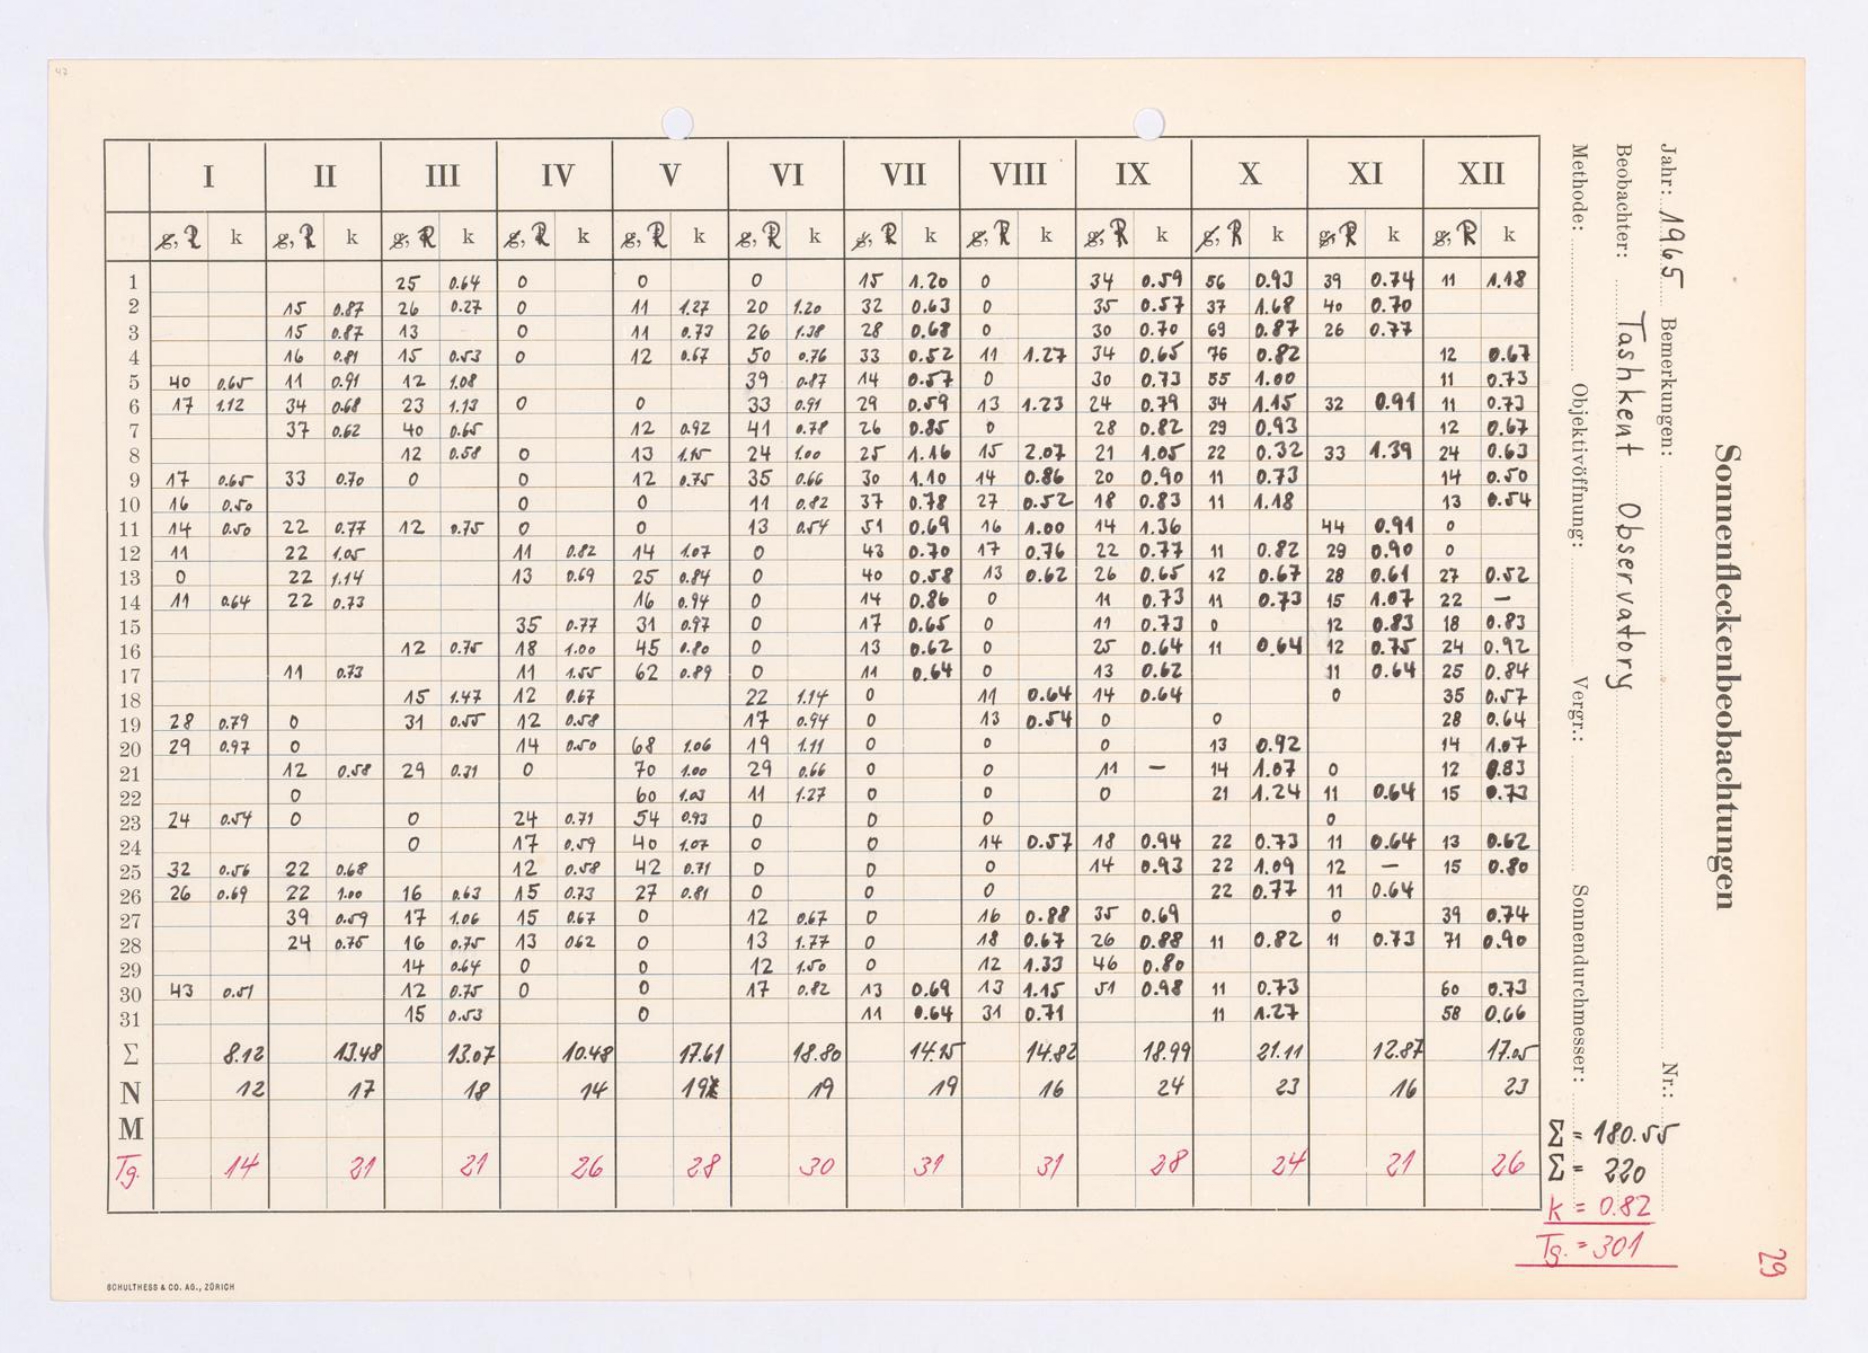 47
I II III IV V VI VII VIII IX X XI XII
g, R k g, R k g, R k g, R k g, R k g, R k g, R k g, R k g, R k g, R k g, R k g, R k
1 25 0.64 0 0 0 15 1.20 0 34 0.59 56 0.93 39 0.74 11 1.18
2 15 0.87 26 0.27 0 11 1.27 20 1.20 32 0.63 0 35 0.57 37 1.68 40 0.70
3 15 0.87 13 0 11 0.73 26 1.38 28 0.68 0 30 0.70 69 0.87 26 0.77
4 16 0.81 15 0.53 0 12 0.67 50 0.76 33 0.52 11 1.27 34 0.65 76 0.82 12 0.67
5 40 0.65 11 0.91 12 1.08 39 0.87 14 0.57 0 30 0.73 55 1.00 11 0.73
6 17 1.12 34 0.68 23 1.13 0 0 33 0.91 29 0.59 13 1.23 24 0.79 34 1.15 32 0.91 11 0.73
7 37 0.62 40 0.65 12 0.92 41 0.78 26 0.85 0 28 0.82 29 0.93 12 0.67
8 12 0.58 0 13 1.15 24 1.00 25 1.16 15 2.07 21 1.05 22 0.32 33 1.39 24 0.63
9 17 0.65 33 0.70 0 0 12 0.75 35 0.66 30 1.10 14 0.86 20 0.90 11 0.73 14 0.50
10 16 0.50 0 0 11 0.82 37 0.78 27 0.52 18 0.83 11 1.18 13 0.54
11 14 0.50 22 0.77 12 0.75 0 0 13 0.54 51 0.69 16 1.00 14 1.36 44 0.91 0
12 11 22 1.05 11 0.82 14 1.07 0 43 0.70 17 0.76 22 0.77 11 0.82 29 0.90 0
13 0 22 1.14 13 0.69 25 0.84 0 40 0.58 13 0.62 26 0.65 12 0.67 28 0.61 27 0.52
14 11 0.64 22 0.73 16 0.94 0 14 0.86 0 11 0.73 11 0.73 15 1.07 22 –
15 35 0.77 31 0.97 0 17 0.65 0 11 0.73 0 12 0.83 18 0.83
16 12 0.75 18 1.00 45 0.80 0 13 0.62 0 25 0.64 11 0.64 12 0.75 24 0.92
17 11 0.73 11 1.55 62 0.89 0 11 0.64 0 13 0.62 11 0.64 25 0.84
18 15 1.47 12 0.67 22 1.14 0 11 0.64 14 0.64 0 35 0.57
19 28 0.79 0 31 0.55 12 0.58 17 0.94 0 13 0.54 0 0 28 0.64
20 29 0.97 0 14 0.50 68 1.06 19 1.11 0 0 0 13 0.92 14 1.07
21 12 0.58 29 0.31 0 70 1.00 29 0.66 0 0 11 – 14 1.07 0 12 0.83
22 0 60 1.03 11 1.27 0 0 0 21 1.24 11 0.64 15 0.73
23 24 0.54 0 0 24 0.71 54 0.93 0 0 0 0
24 0 17 0.59 40 1.07 0 0 14 0.57 18 0.94 22 0.73 11 0.64 13 0.62
25 32 0.56 22 0.68 12 0.58 42 0.71 0 0 0 14 0.93 22 1.09 12 – 15 0.80
26 26 0.69 22 1.00 16 0.63 15 0.73 27 0.81 0 0 0 22 0.77 11 0.64
27 39 0.59 17 1.06 15 0.67 0 12 0.67 0 16 0.88 35 0.69 0 39 0.74
28 24 0.75 16 0.75 13 062 0 13 1.77 0 18 0.67 26 0.88 11 0.82 11 0.73 71 0.90
29 14 0.64 0 0 12 1.50 0 12 1.33 46 0.80
30 43 0.51 12 0.75 0 0 17 0.82 13 0.69 13 1.15 51 0.98 11 0.73 60 0.73
31 15 0.53 0 11 0.64 31 0.71 11 1.27 58 0.66
Σ 8.12 13.48 13.07 10.48 17.61 18.80 14.15 14.82 18.99 21.11 12.87 17.05
N 12 17 18 14 19 19 19 16 24 23 16 23
M
Tg. 14 21 21 26 28 30 31 31 28 24 21 26
Sonnenfleckenbeobachtungen
Jahr: 1965 Bemerkungen: Nr.:
Beobachter: Tashkent Observatory
Methode: Objektivöffnung: Vergr.: Sonnendurchmesser:
Σ = 180.55
Σ = 220
k = 0.82
Tg. = 301
29
SCHULTHESS & CO. AG., ZÜRICH